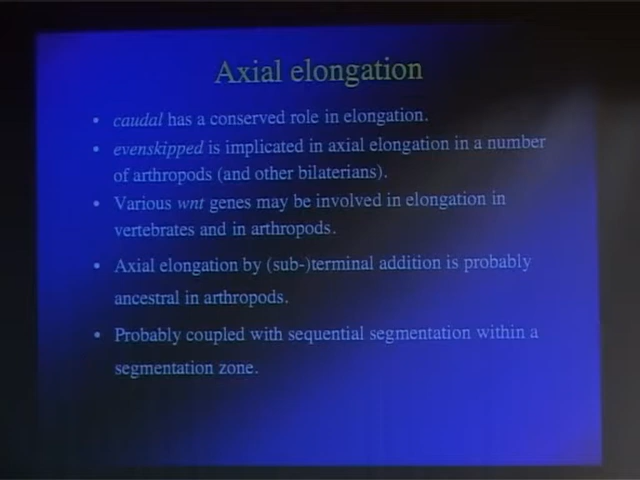 Axial elongation
• caudal has a conserved role in elongation.
• evenskipped is implicated in axial elongation in a number
of arthropods (and other bilaterians).
• Various wnt genes may be involved in elongation in
vertebrates and in arthropods.
• Axial elongation by (sub-)terminal addition is probably
ancestral in arthropods.
• Probably coupled with sequential segmentation within a
segmentation zone.